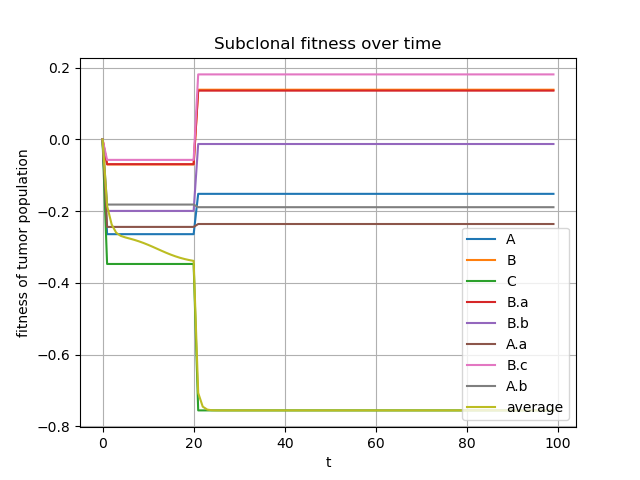 Subclonal fitness over time
fitness of tumor population
0.2
0.0
−0.2
−0.4
−0.6
−0.8
0
20
40
60
80
100
t
A
B
C
B.a
B.b
A.a
B.c
A.b
average